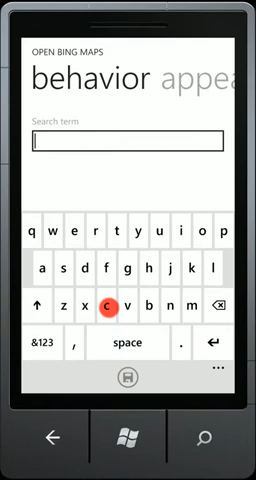 OPEN BING MAPS
behavior appea
Search term
q w e r t y u i o p
a s d f g h j k l
z x c v b n m
&123 , space .
...